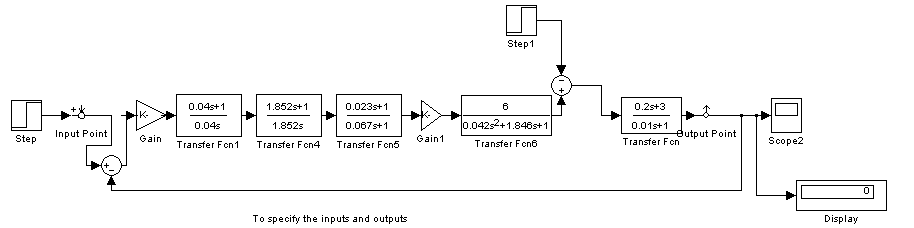 Step1
Step
Input Point
K-
Gain
0.04s+1
0.04s
Transfer Fcn1
1.852s+1
1.852s
Transfer Fcn4
0.023s+1
0.067s+1
Transfer Fcn5
K-
Gain1
6
0.042s²+1.846s+1
Transfer Fcn6
0.2s+3
0.01s+1
Transfer Fcn
Output Point
Scope2
0
Display
To specify the inputs and outputs